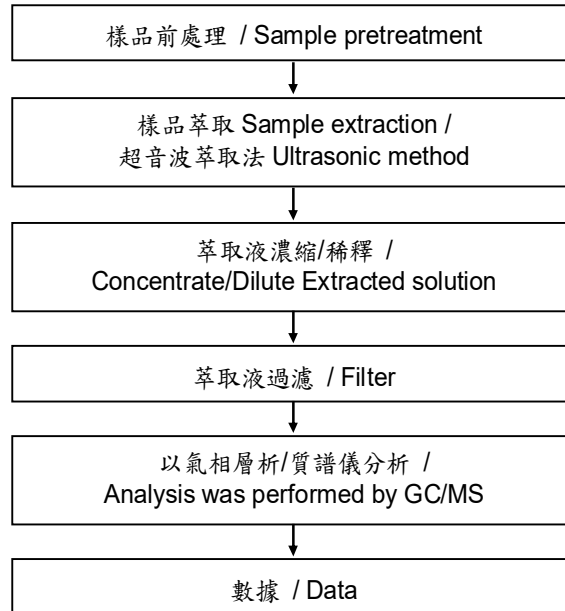 樣品前處理 / Sample pretreatment
樣品萃取 Sample extraction /
超音波萃取法 Ultrasonic method
萃取液濃縮/稀釋 /
Concentrate/Dilute Extracted solution
萃取液過濾 / Filter
以氣相層析/質譜儀分析 /
Analysis was performed by GC/MS
數據 / Data